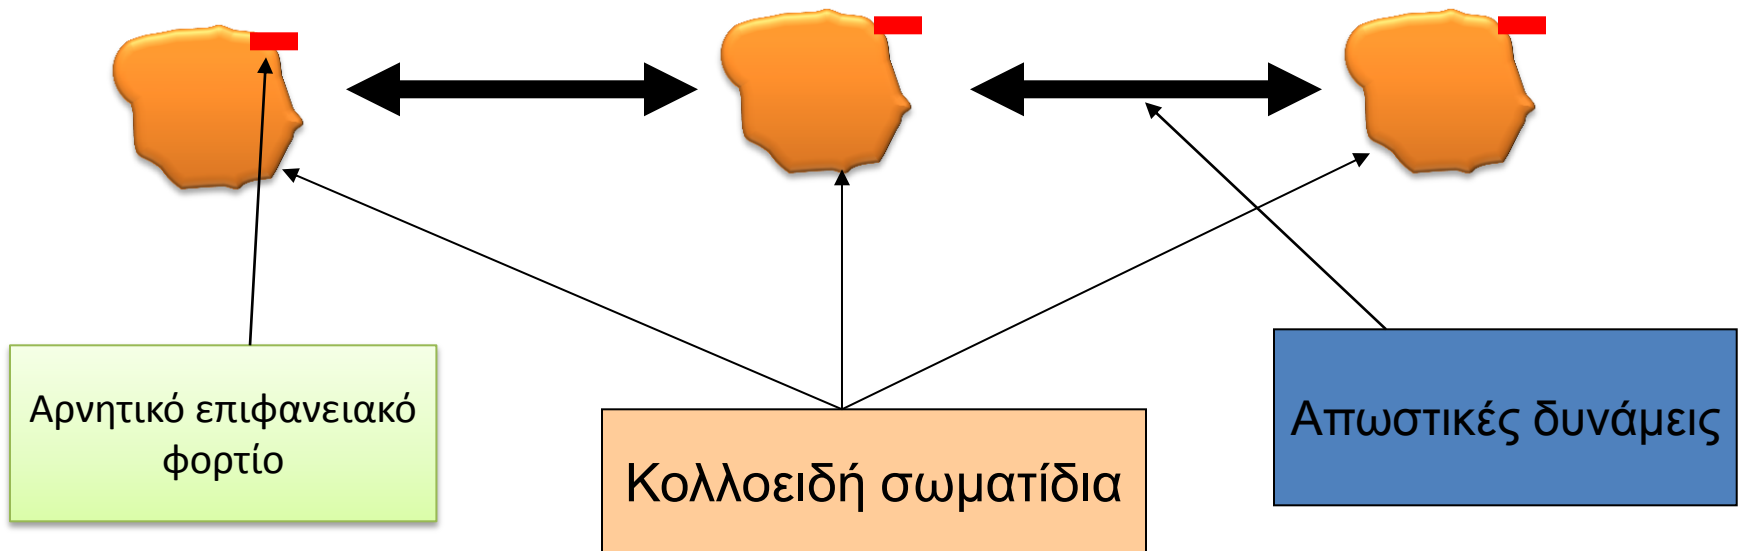 Αρνητικό επιφανειακό
φορτίο
Κολλοειδή σωματίδια
Απωστικές δυνάμεις